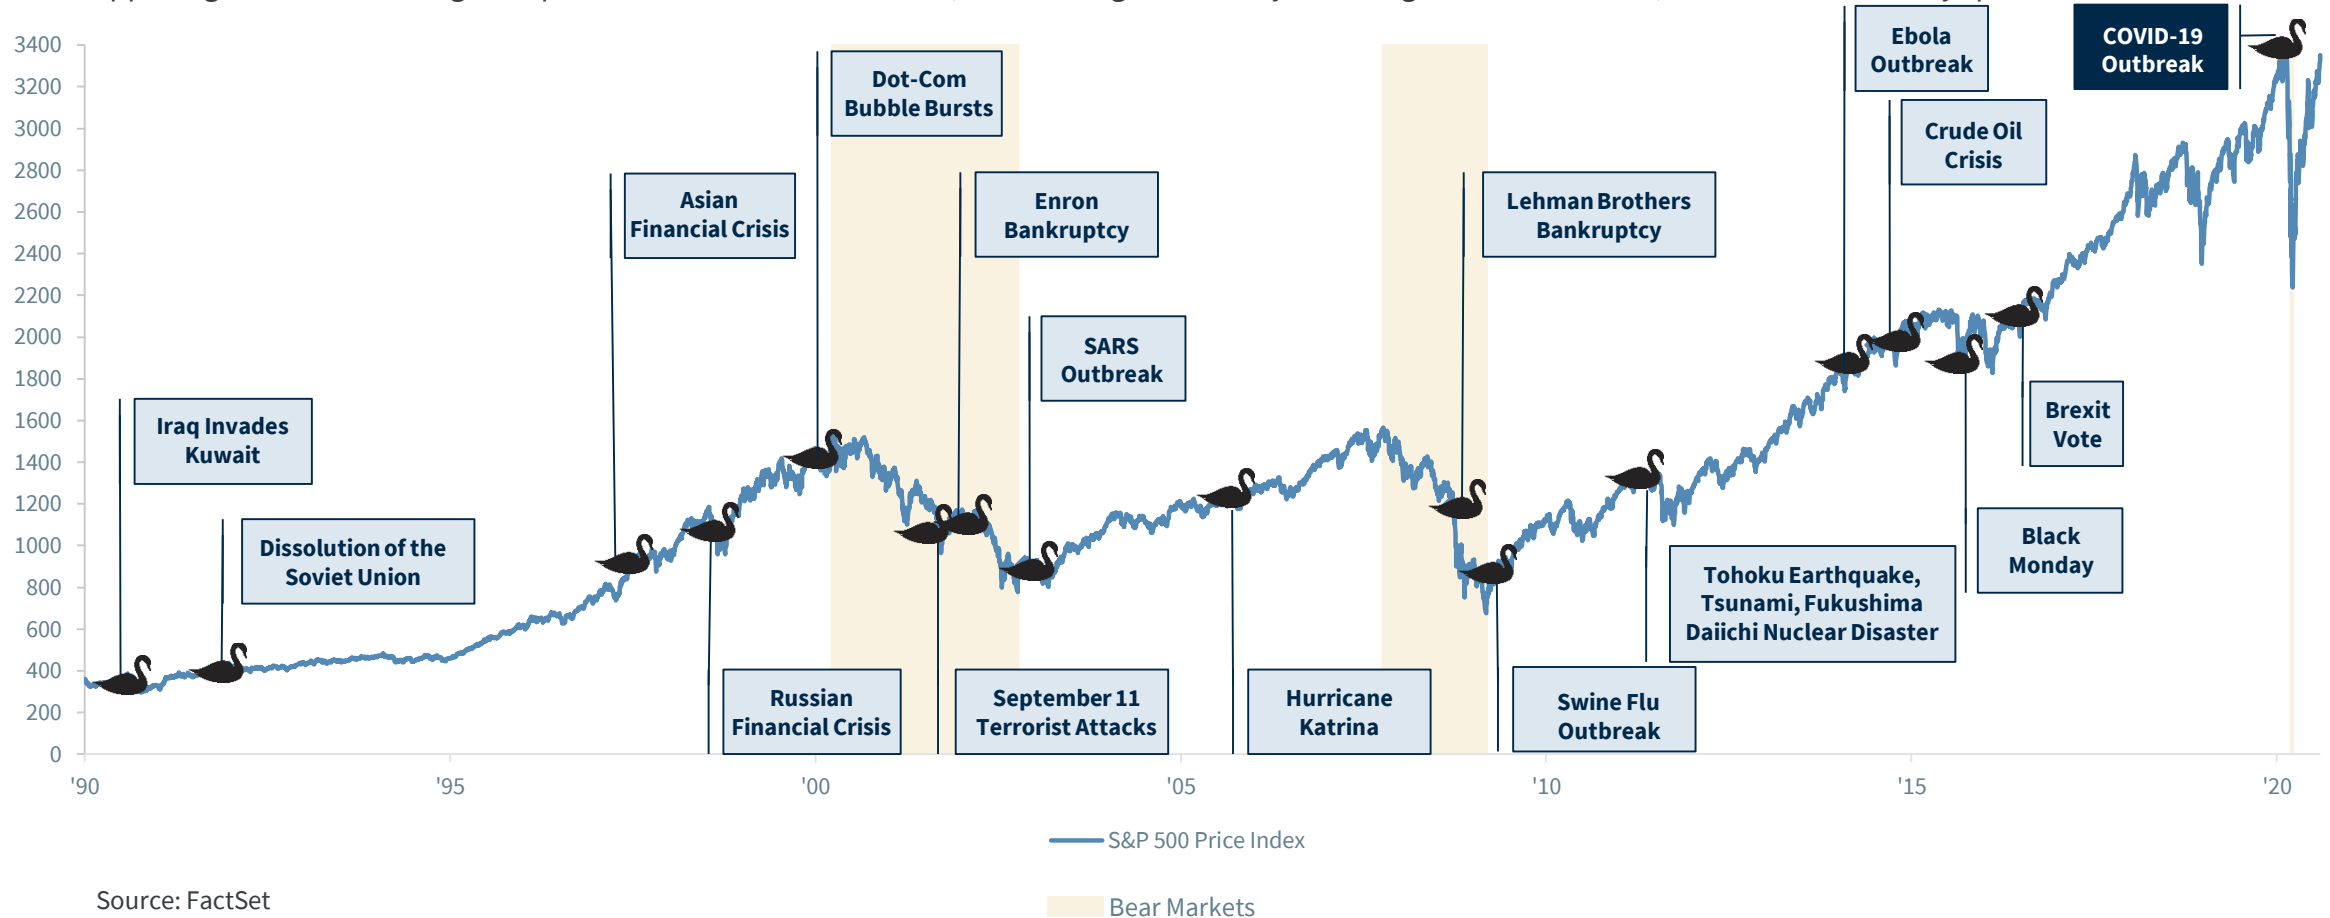 3400
3200
3000
2800
2600
2400
2200
2000
1800
1600
1400
1200
1000
800
600
400
200
0
Iraq Invades
Kuwait
Dissolution of the
Soviet Union
Asian
Financial Crisis
Russian
Financial Crisis
Dot-Com
Bubble Bursts
September 11
Terrorist Attacks
Enron
Bankruptcy
SARS
Outbreak
Hurricane
Katrina
Lehman Brothers
Bankruptcy
Swine Flu
Outbreak
Tohoku Earthquake,
Tsunami, Fukushima
Daiichi Nuclear Disaster
Ebola
Outbreak
Crude Oil
Crisis
Black
Monday
Brexit
Vote
COVID-19
Outbreak
'90
'95
'00
'05
'10
'15
'20
S&P 500 Price Index
Bear Markets
Source: FactSet